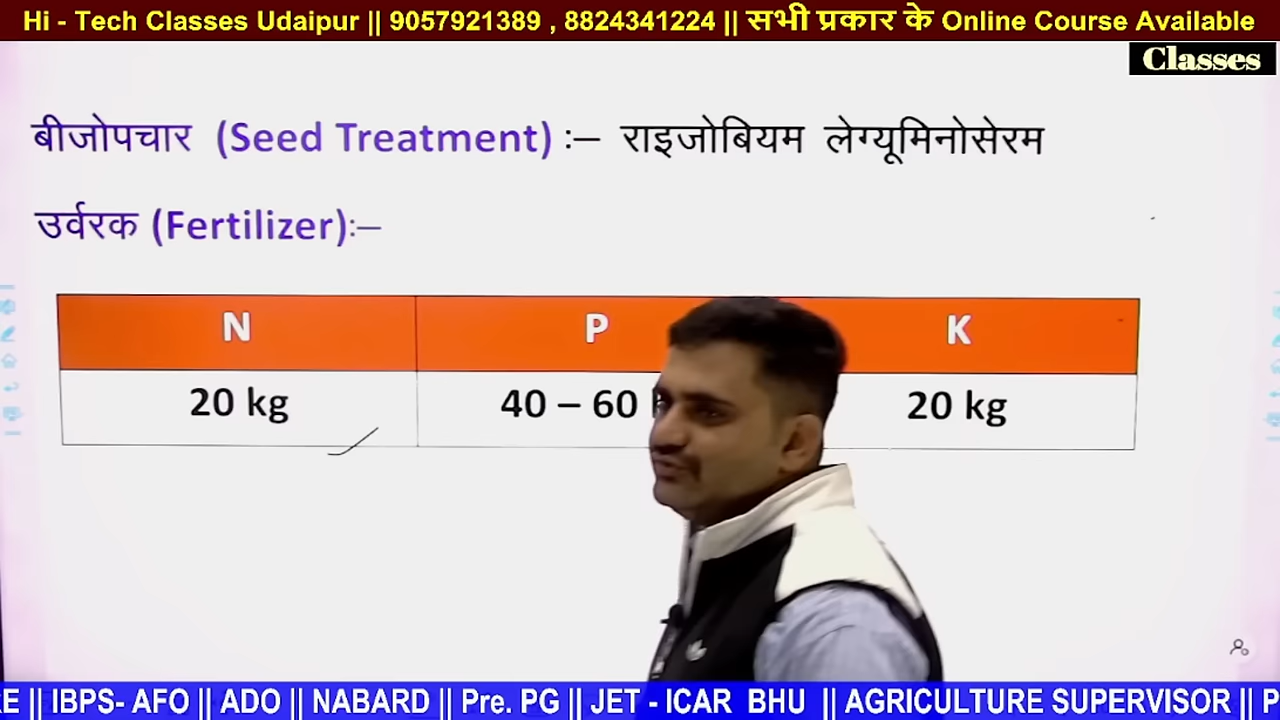 Hi - Tech Classes Udaipur || 9057921389 , 8824341224 || सभी प्रकार के Online Course Available
Classes
बीजोपचार (Seed Treatment) :– राइजोबियम लेग्यूमिनोसेरम
उर्वरक (Fertilizer):–
N P K
20 kg 40 – 60 20 kg
|| IBPS- AFO || ADO || NABARD || Pre. PG || JET - ICAR BHU || AGRICULTURE SUPERVISOR ||